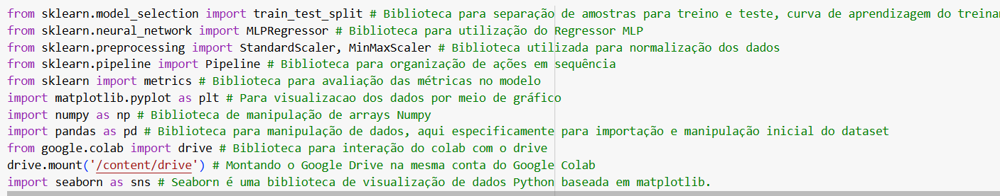 from sklearn.model_selection import train_test_split # Biblioteca para separação de amostras para treino e teste, curva de aprendizagem do
from sklearn.neural_network import MLPRegressor # Biblioteca para utilização do Regressor MLP
from sklearn.preprocessing import StandardScaler, MinMaxScaler # Biblioteca utilizada para normalização dos dados
from sklearn.pipeline import Pipeline # Biblioteca para organização de ações em sequência
from sklearn import metrics # Biblioteca para avaliação das métricas no modelo
import matplotlib.pyplot as plt # Para visualizacao dos dados por meio de gráfico
import numpy as np # Biblioteca de manipulação de arrays Numpy
import pandas as pd # Biblioteca para manipulação de dados, aqui especificamente para importação e manipulação inicial do dataset
from google.colab import drive # Biblioteca para interação do colab com o drive
drive.mount('/content/drive') # Montando o Google Drive na mesma conta do Google Colab
import seaborn as sns # Seaborn é uma biblioteca de visualização de dados Python baseada em matplotlib.